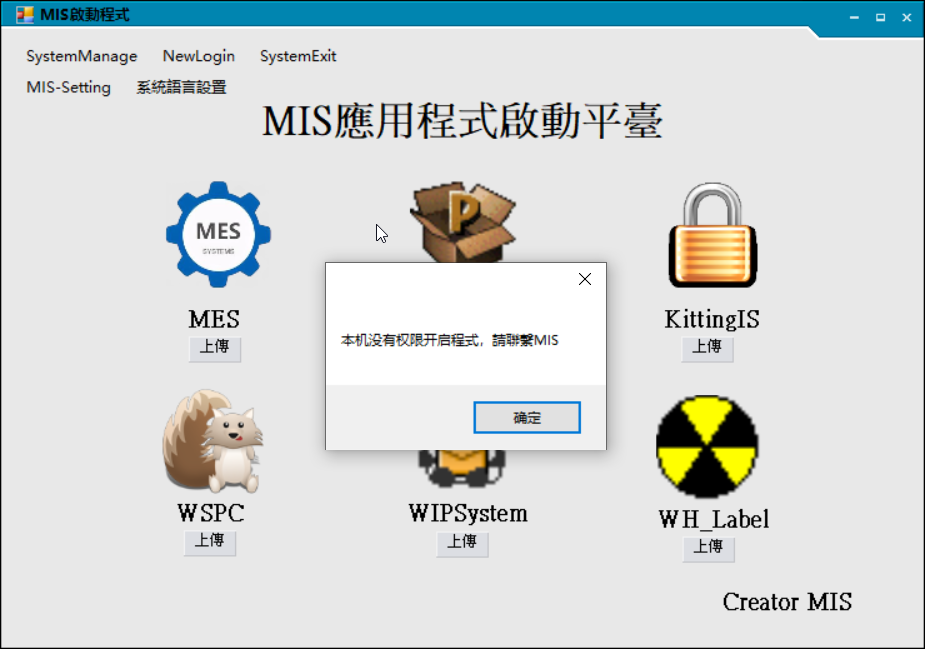 MIS啟動程式
SystemManage NewLogin SystemExit
MIS-Setting 系統語言設置
MIS應用程式啟動平臺
MES
SYSTEMS
P
MES
上傳
KittingIS
上傳
本机没有权限开启程式，請聯繫MIS
确定
WSPC
上傳
WIPSystem
上傳
WH_Label
上傳
Creator MIS